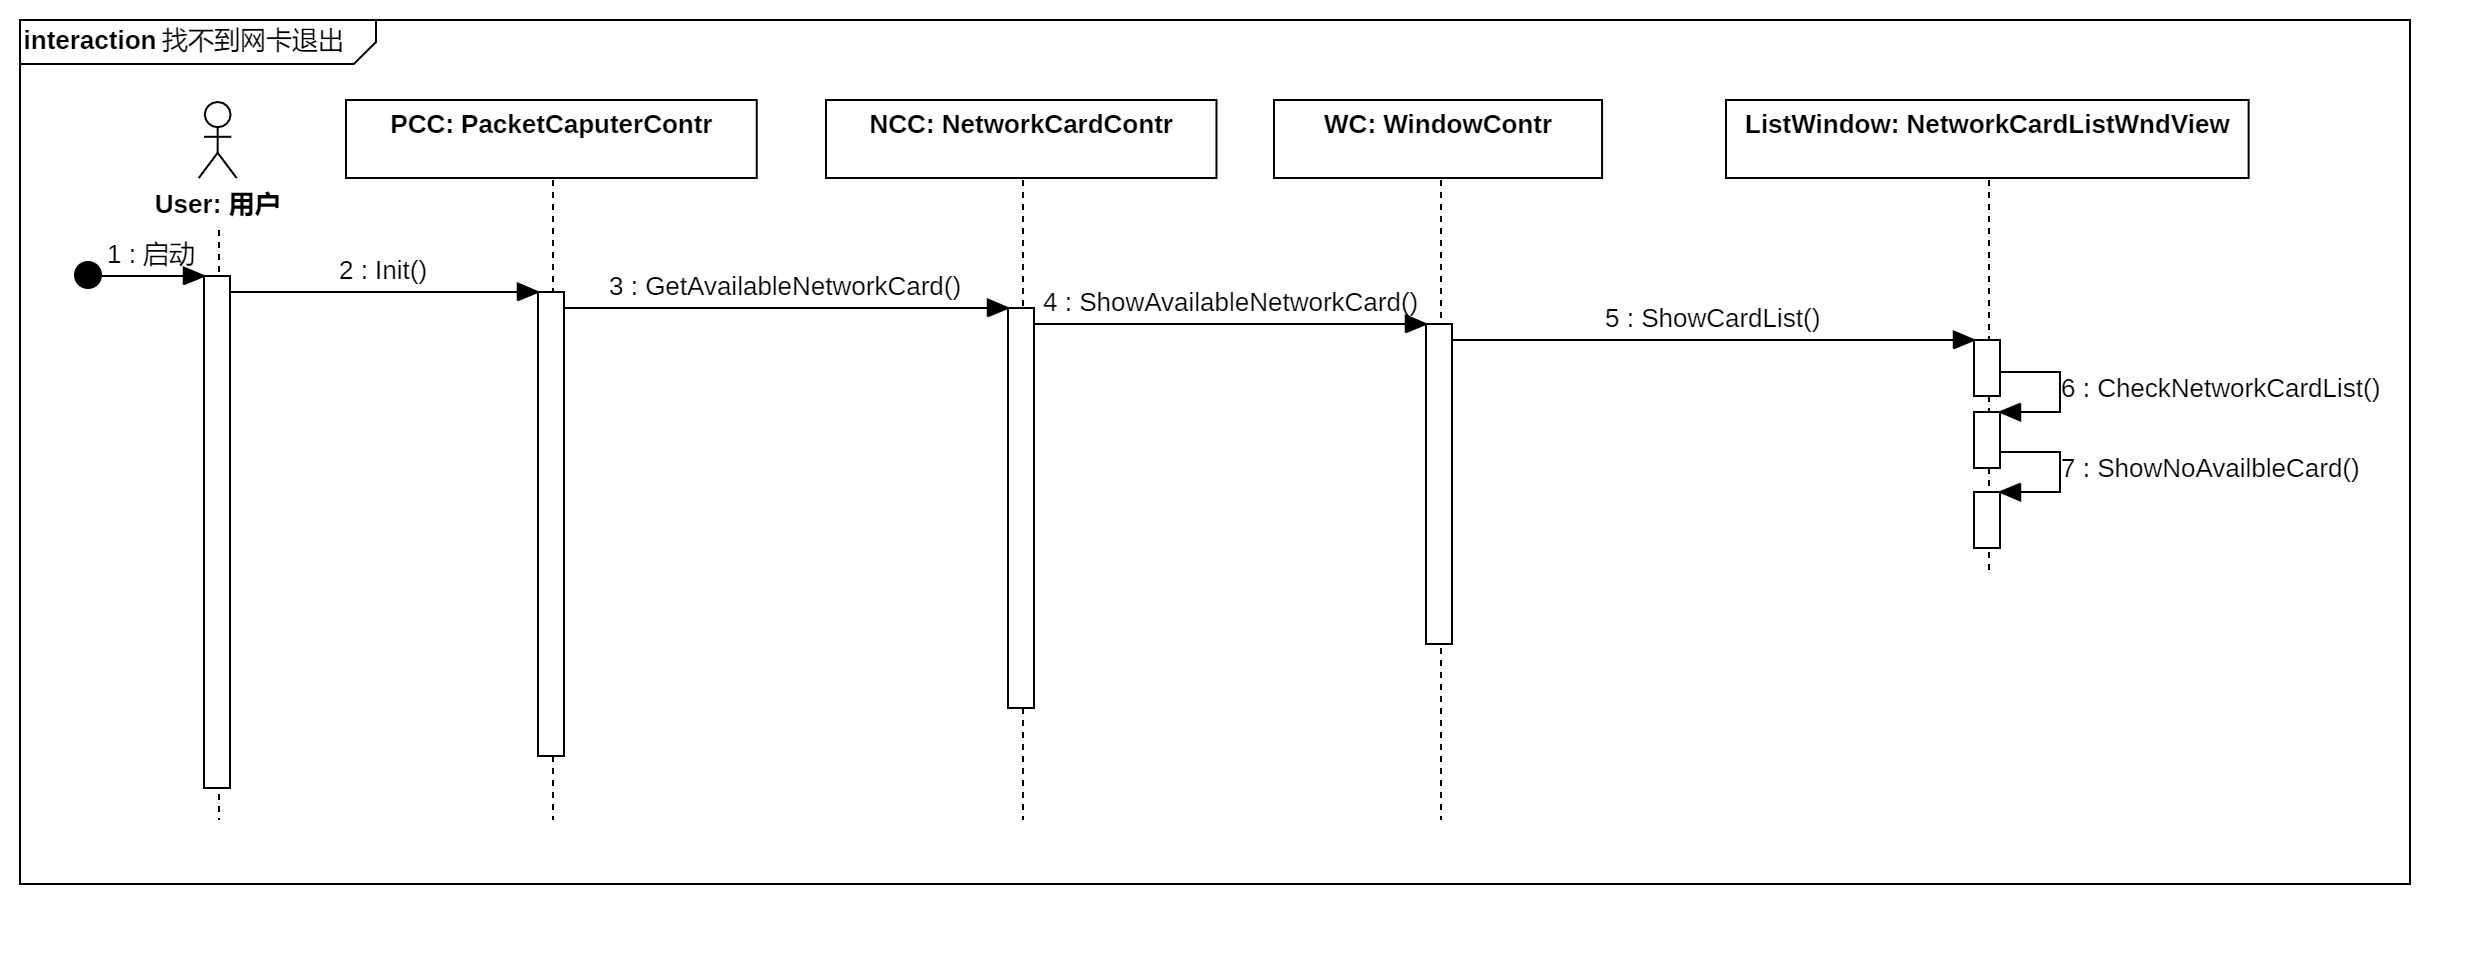 interaction 找不到网卡退出
PCC: PacketCaputerContr
NCC: NetworkCardContr
WC: WindowContr
ListWindow: NetworkCardListWndView
User: 用户
1 : 启动
2 : Init()
3 : GetAvailableNetworkCard()
4 : ShowAvailableNetworkCard()
5 : ShowCardList()
6 : CheckNetworkCardList()
7 : ShowNoAvailbleCard()